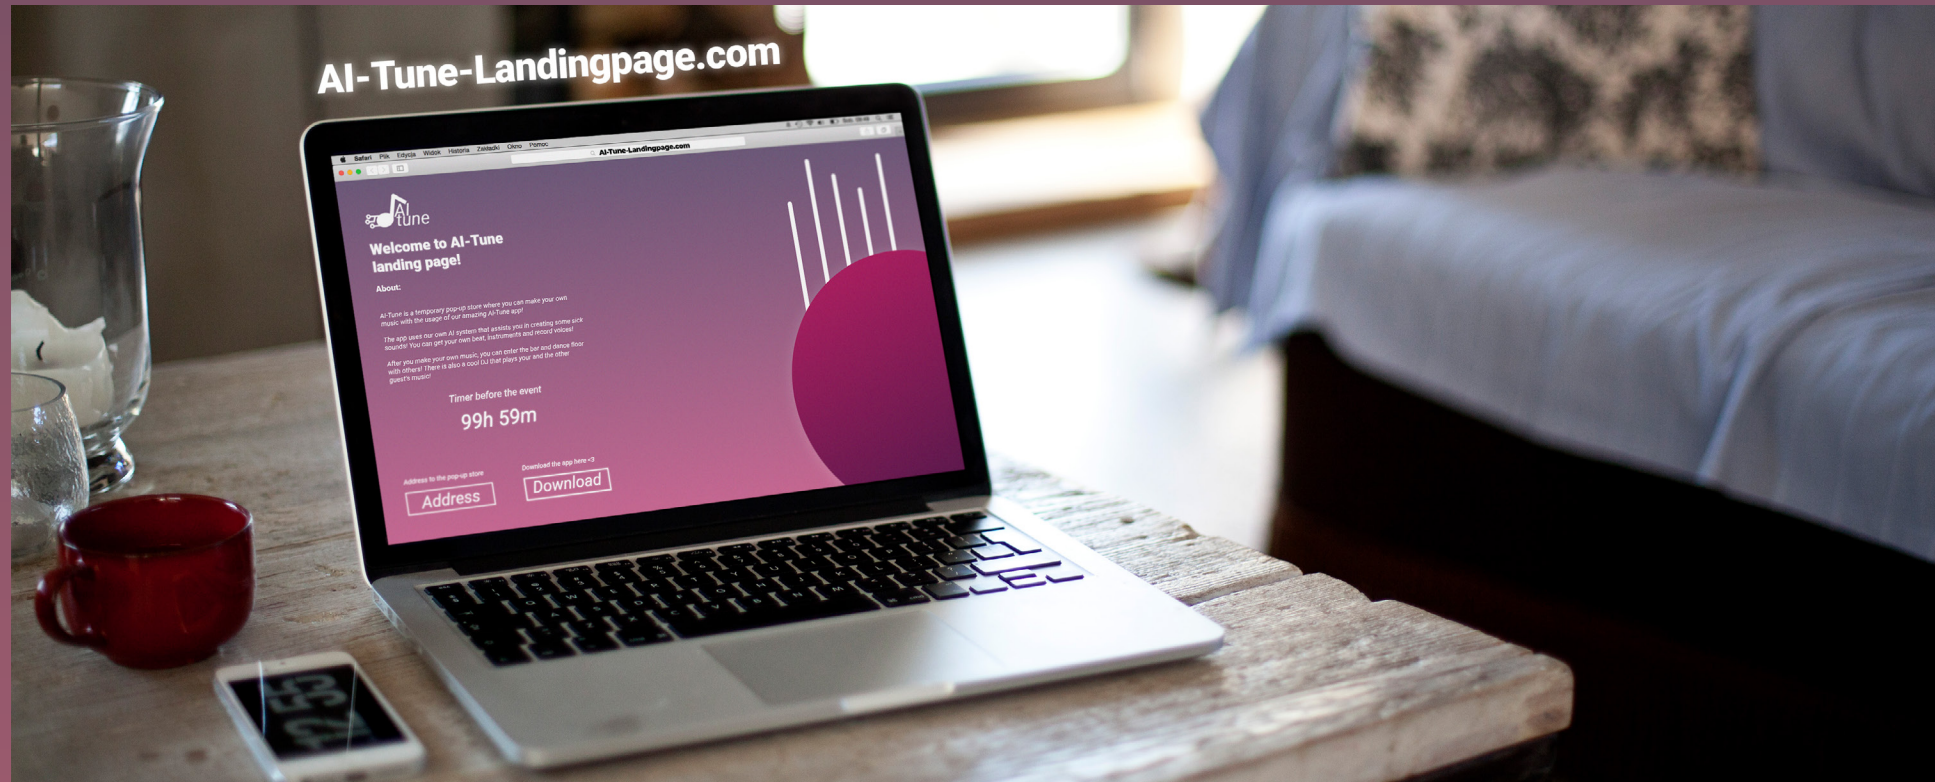 AI-Tune-Landingpage.com
Safari Plik Edycja Widok Historia Zakładki Okno Pomoc
AI-Tune-Landingpage.com
AI
tune
Welcome to AI-Tune
landing page!
About:
AI-Tune is a temporary pop-up store where you can make your own
music with the usage of our amazing AI-Tune app!
The app uses our own AI system that assists you in creating some sick
sounds! You can get your own beat, instruments and record voices!
After you make your own music, you can enter the bar and dance floor
with others! There is also a cool DJ that plays your and the other
guest's music!
Timer before the event
99h 59m
Address to the pop-up store
Address
Download the app here <3
Download